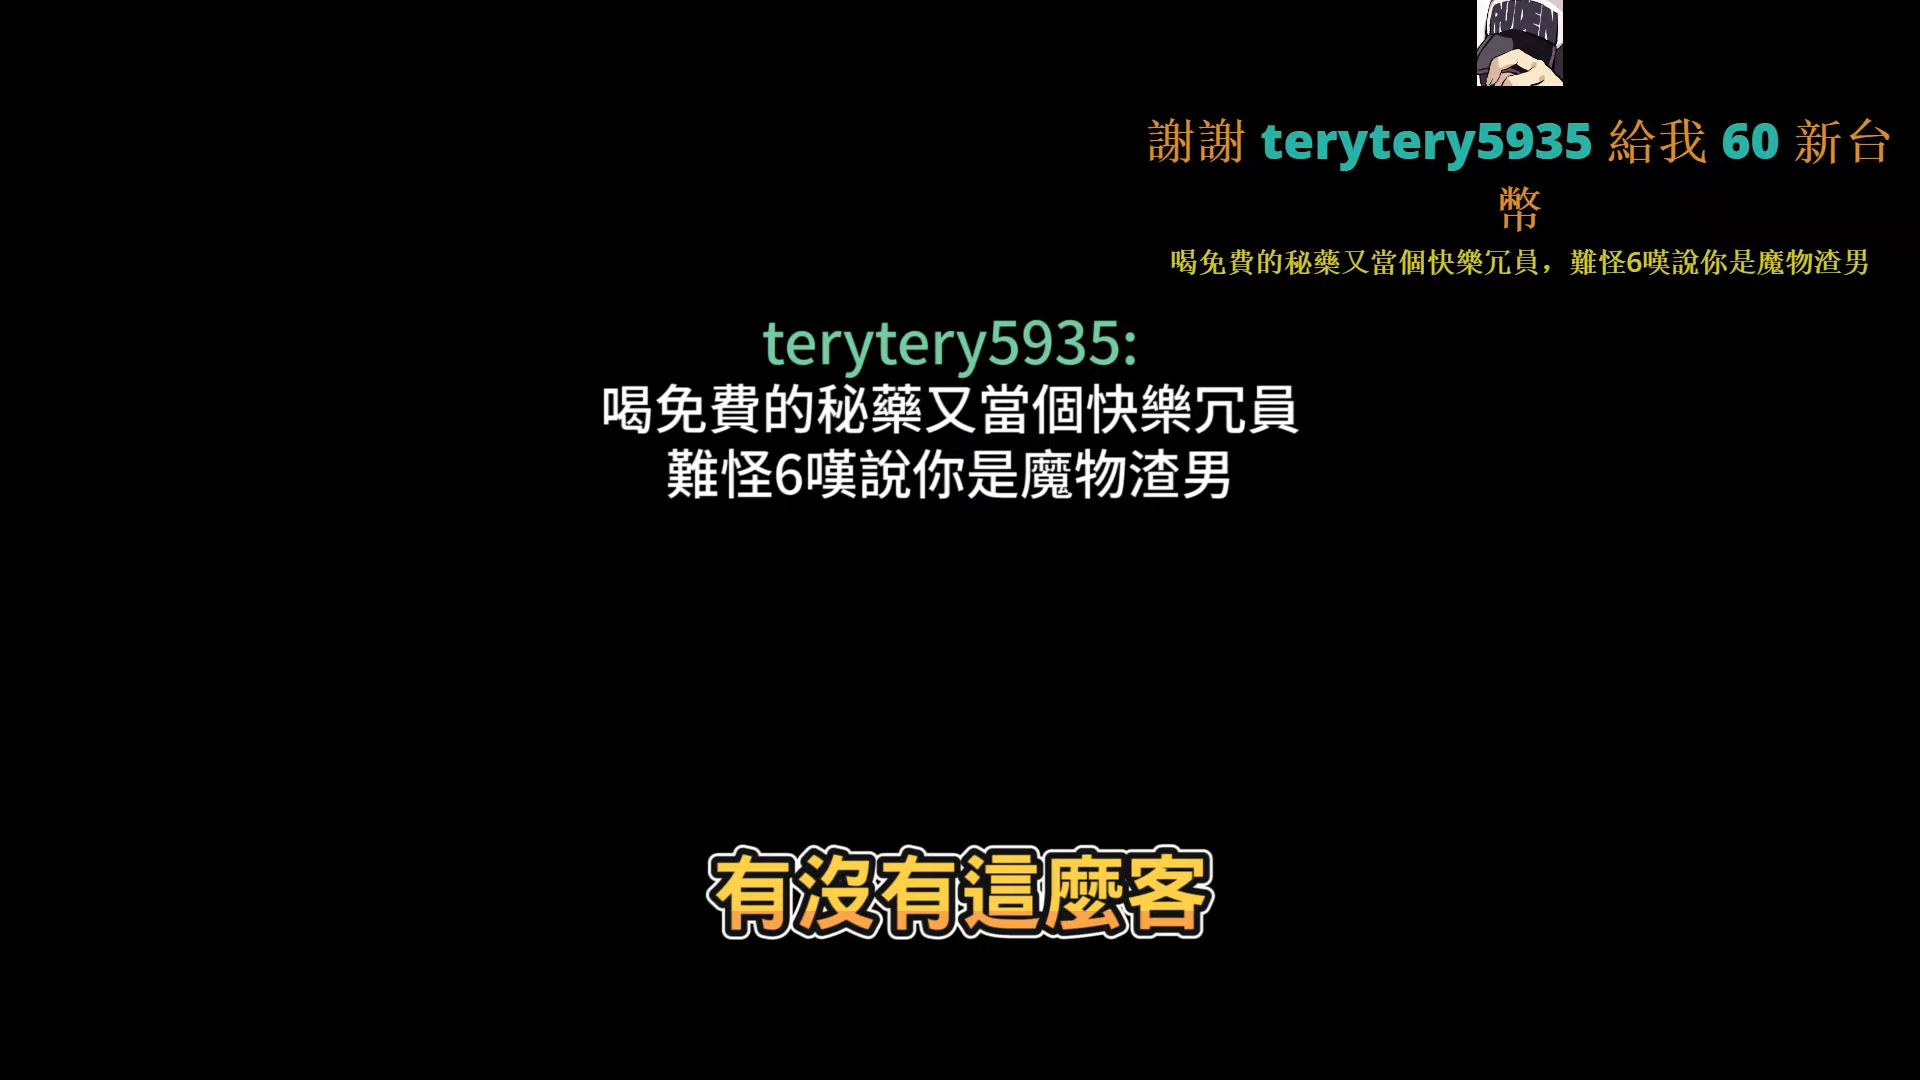 RUDEN
謝謝 terytery5935 給我 60 新台
幣
喝免費的秘藥又當個快樂冗員，難怪6嘆說你是魔物渣男
terytery5935:
喝免費的秘藥又當個快樂冗員
難怪6嘆說你是魔物渣男
有沒有這麼客